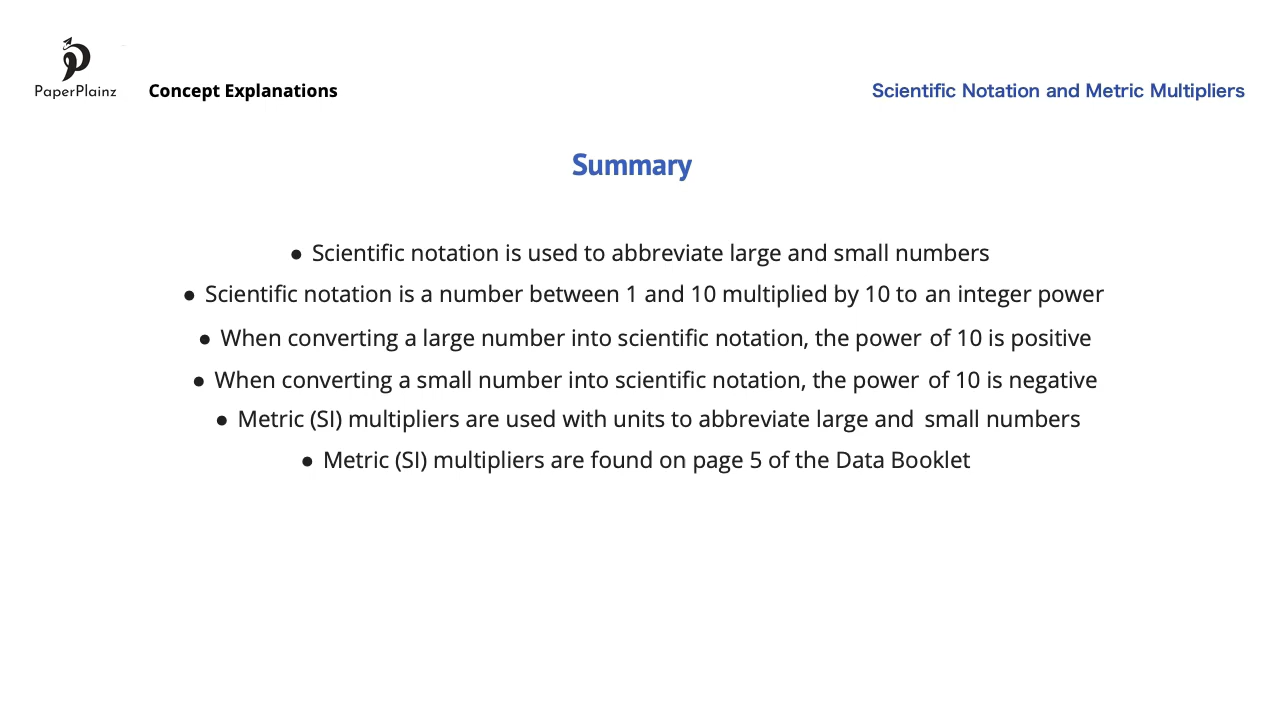 PaperPlainz
Concept Explanations
Scientific Notation and Metric Multipliers
Summary
● Scientific notation is used to abbreviate large and small numbers
● Scientific notation is a number between 1 and 10 multiplied by 10 to an integer power
● When converting a large number into scientific notation, the power of 10 is positive
● When converting a small number into scientific notation, the power of 10 is negative
● Metric (SI) multipliers are used with units to abbreviate large and small numbers
● Metric (SI) multipliers are found on page 5 of the Data Booklet